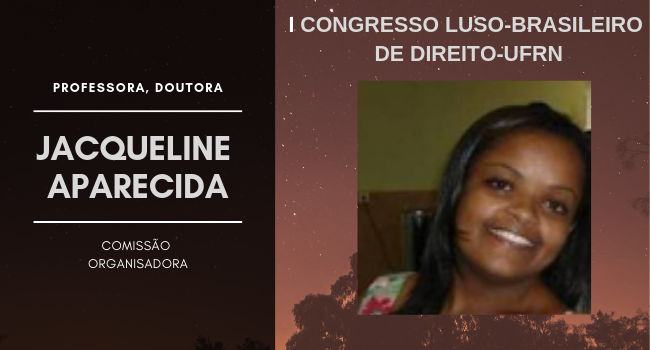 PROFESSORA, DOUTORA
JACQUELINE
APARECIDA
COMISSÃO
ORGANISADORA
I CONGRESSO LUSO-BRASILEIRO
DE DIREITO-UFRN